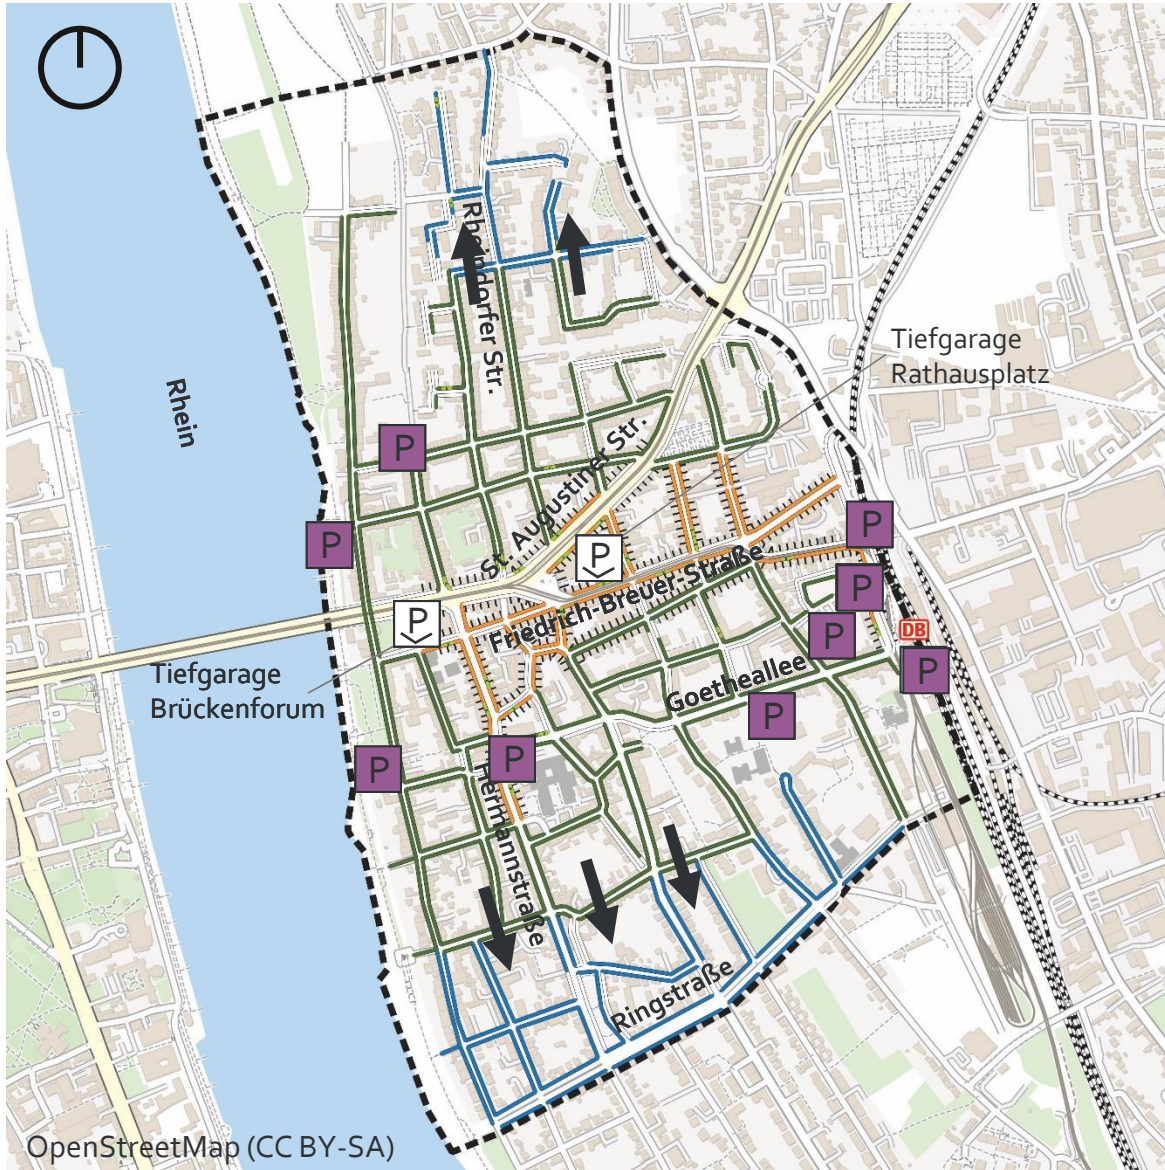 Rheindorfer Str.
Tiefgarage
Rathausplatz
Rhein
P
St. Augustiner Str.
P
P
P
Friedrich-Breuer-Straße
P
P
P
DB
Tiefgarage
Brückenforum
Goetheallee
P
P
P
P
Hermannstraße
Ringstraße
OpenStreetMap (CC BY-SA)